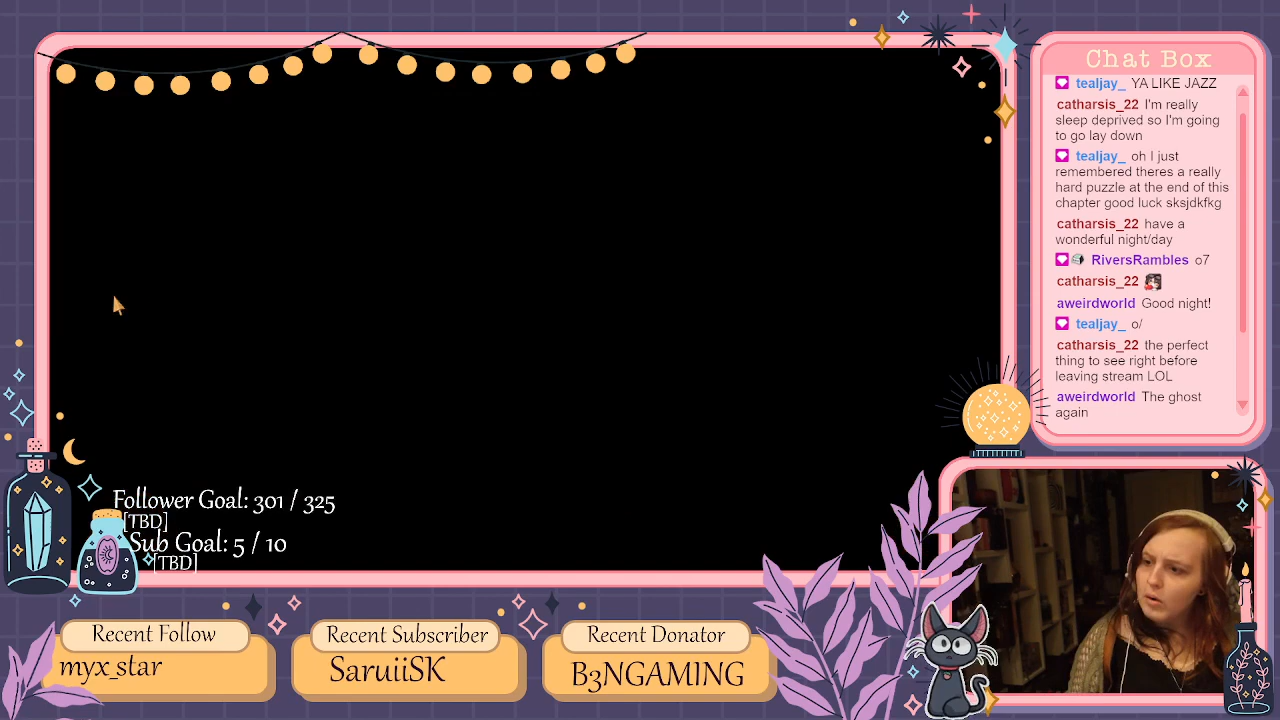 Chat Box
tealjay_ YA LIKE JAZZ
catharsis_22 I'm really
sleep deprived so I'm going
to go lay down
tealjay_ oh I just
remembered theres a really
hard puzzle at the end of this
chapter good luck sksjdkfkg
catharsis_22 have a
wonderful night/day
RiversRambles o7
catharsis_22
aweirdworld Good night!
tealjay_ o/
catharsis_22 the perfect
thing to see right before
leaving stream LOL
aweirdworld The ghost
again
Follower Goal: 301 / 325
[TBD]
Sub Goal: 5 / 10
[TBD]
Recent Follow
myx_star
Recent Subscriber
SaruiiSK
Recent Donator
B3NGAMING